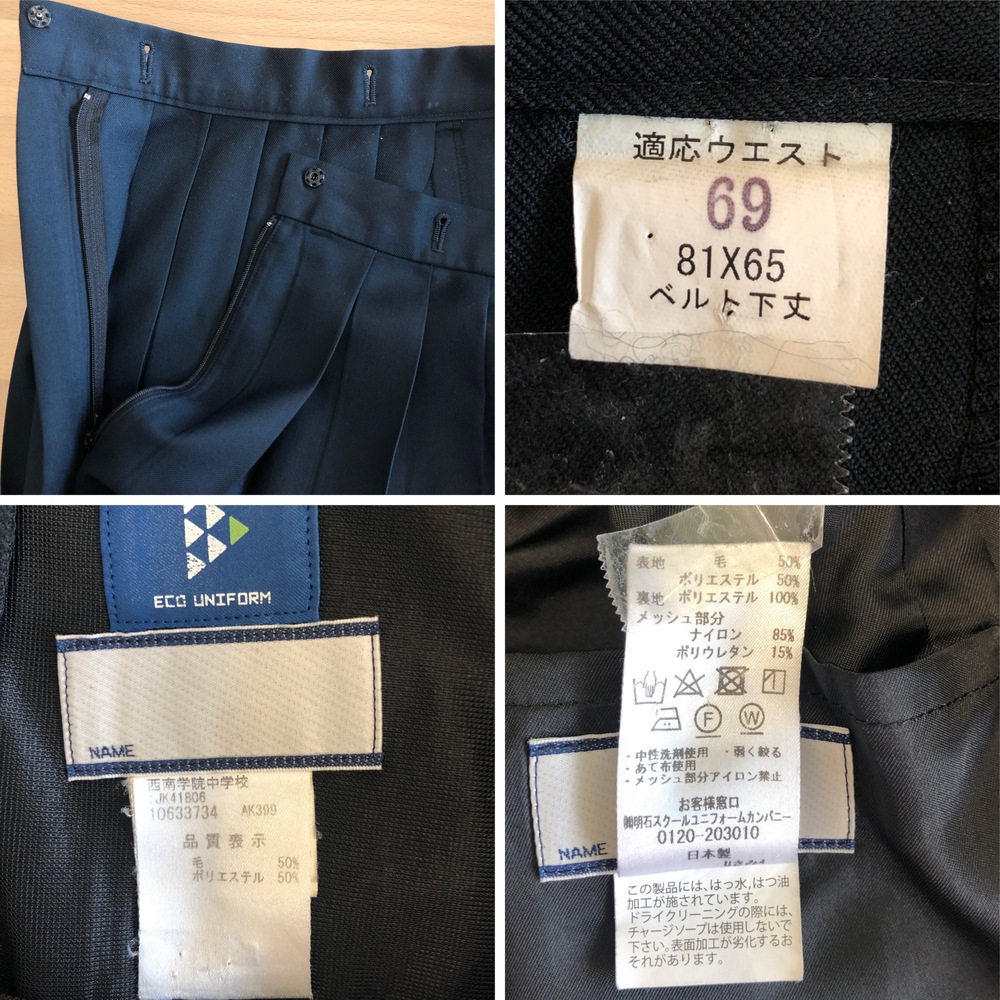 適応ウエスト
69
81X65
ベルト下丈
ECO UNIFORM
NAME
西南学院中学校
:JK41806
10633734 AK399
品質表示
毛 50%
ポリエステル 50%
表地 毛 50%
ポリエステル 50%
裏地 ポリエステル 100%
メッシュ部分
ナイロン 85%
ポリウレタン 15%
F W
・中性洗剤使用 ・弱く絞る
・あて布使用
・メッシュ部分アイロン禁止
お客様窓口
㈱明石スクールユニフォームカンパニー
0120-203010
NAME
日本製
この製品には、はっ水,はつ油
加工が施されています。
ドライクリーニングの際には、
チャージソープは使用しないで
下さい。表面加工が劣化するお
それがあります。